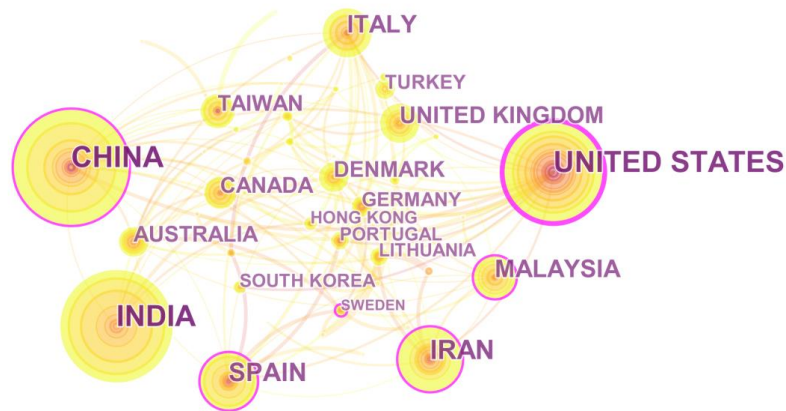 ITALY
TURKEY
TAIWAN
UNITED KINGDOM
CHINA
UNITED STATES
DENMARK
CANADA
GERMANY
HONG KONG
AUSTRALIA
PORTUGAL
LITHUANIA
MALAYSIA
SOUTH KOREA
SWEDEN
INDIA
IRAN
SPAIN